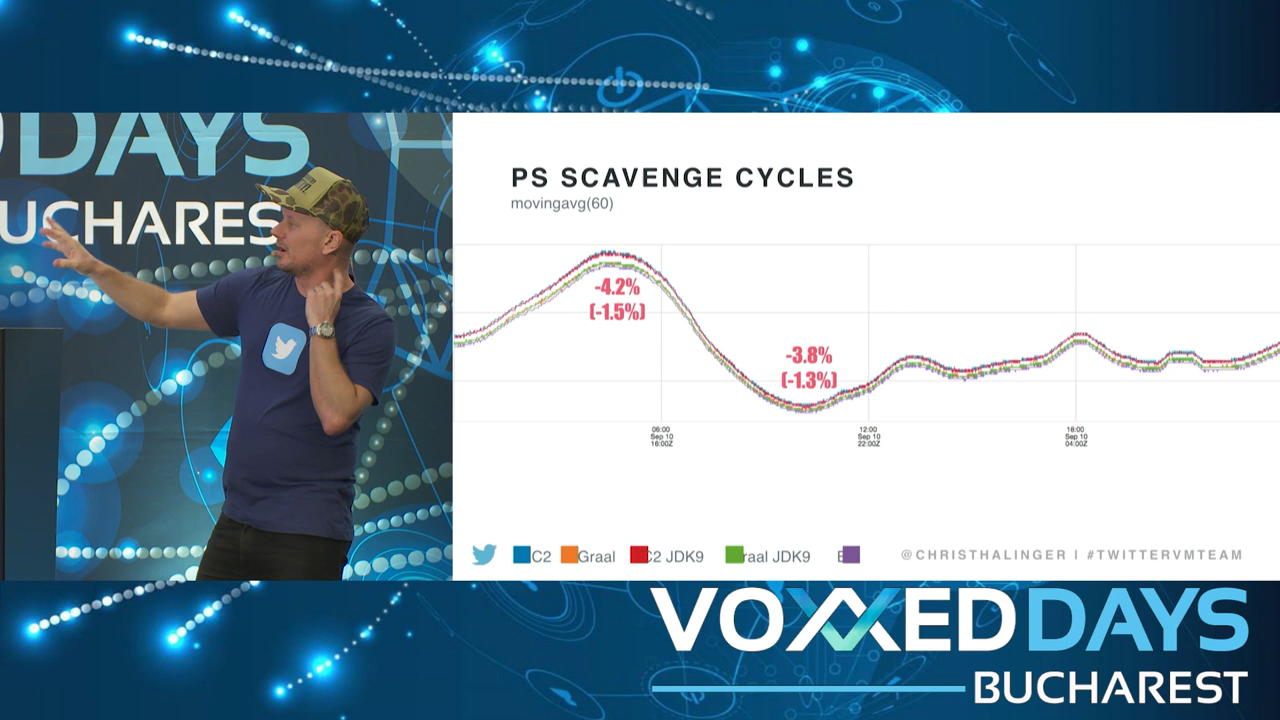 DAYS
UCHARES
PS SCAVENGE CYCLES
movingavg(60)
-4.2%
(-1.5%)
-3.8%
(-1.3%)
06:00
Sep 10
16:00Z
12:00
Sep 10
22:00Z
18:00
Sep 10
04:00Z
C2
Graal
C2 JDK9
raal JDK9
E
@CHRISTHALINGER | #TWITTERVMTEAM
VOXXEDDAYS
BUCHAREST